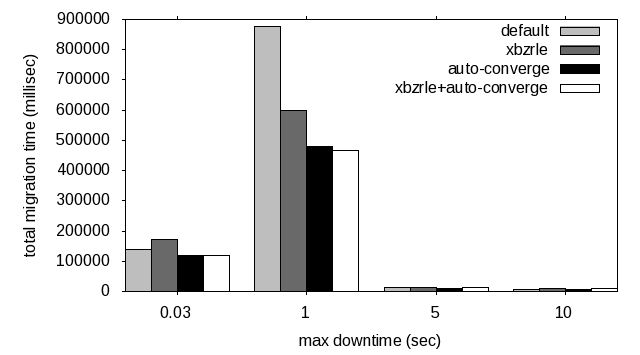 900000
800000
700000
600000
500000
400000
300000
200000
100000
0
total migration time (millisec)
default
xbzrle
auto-converge
xbzrle+auto-converge
0.03 1 5 10
max downtime (sec)